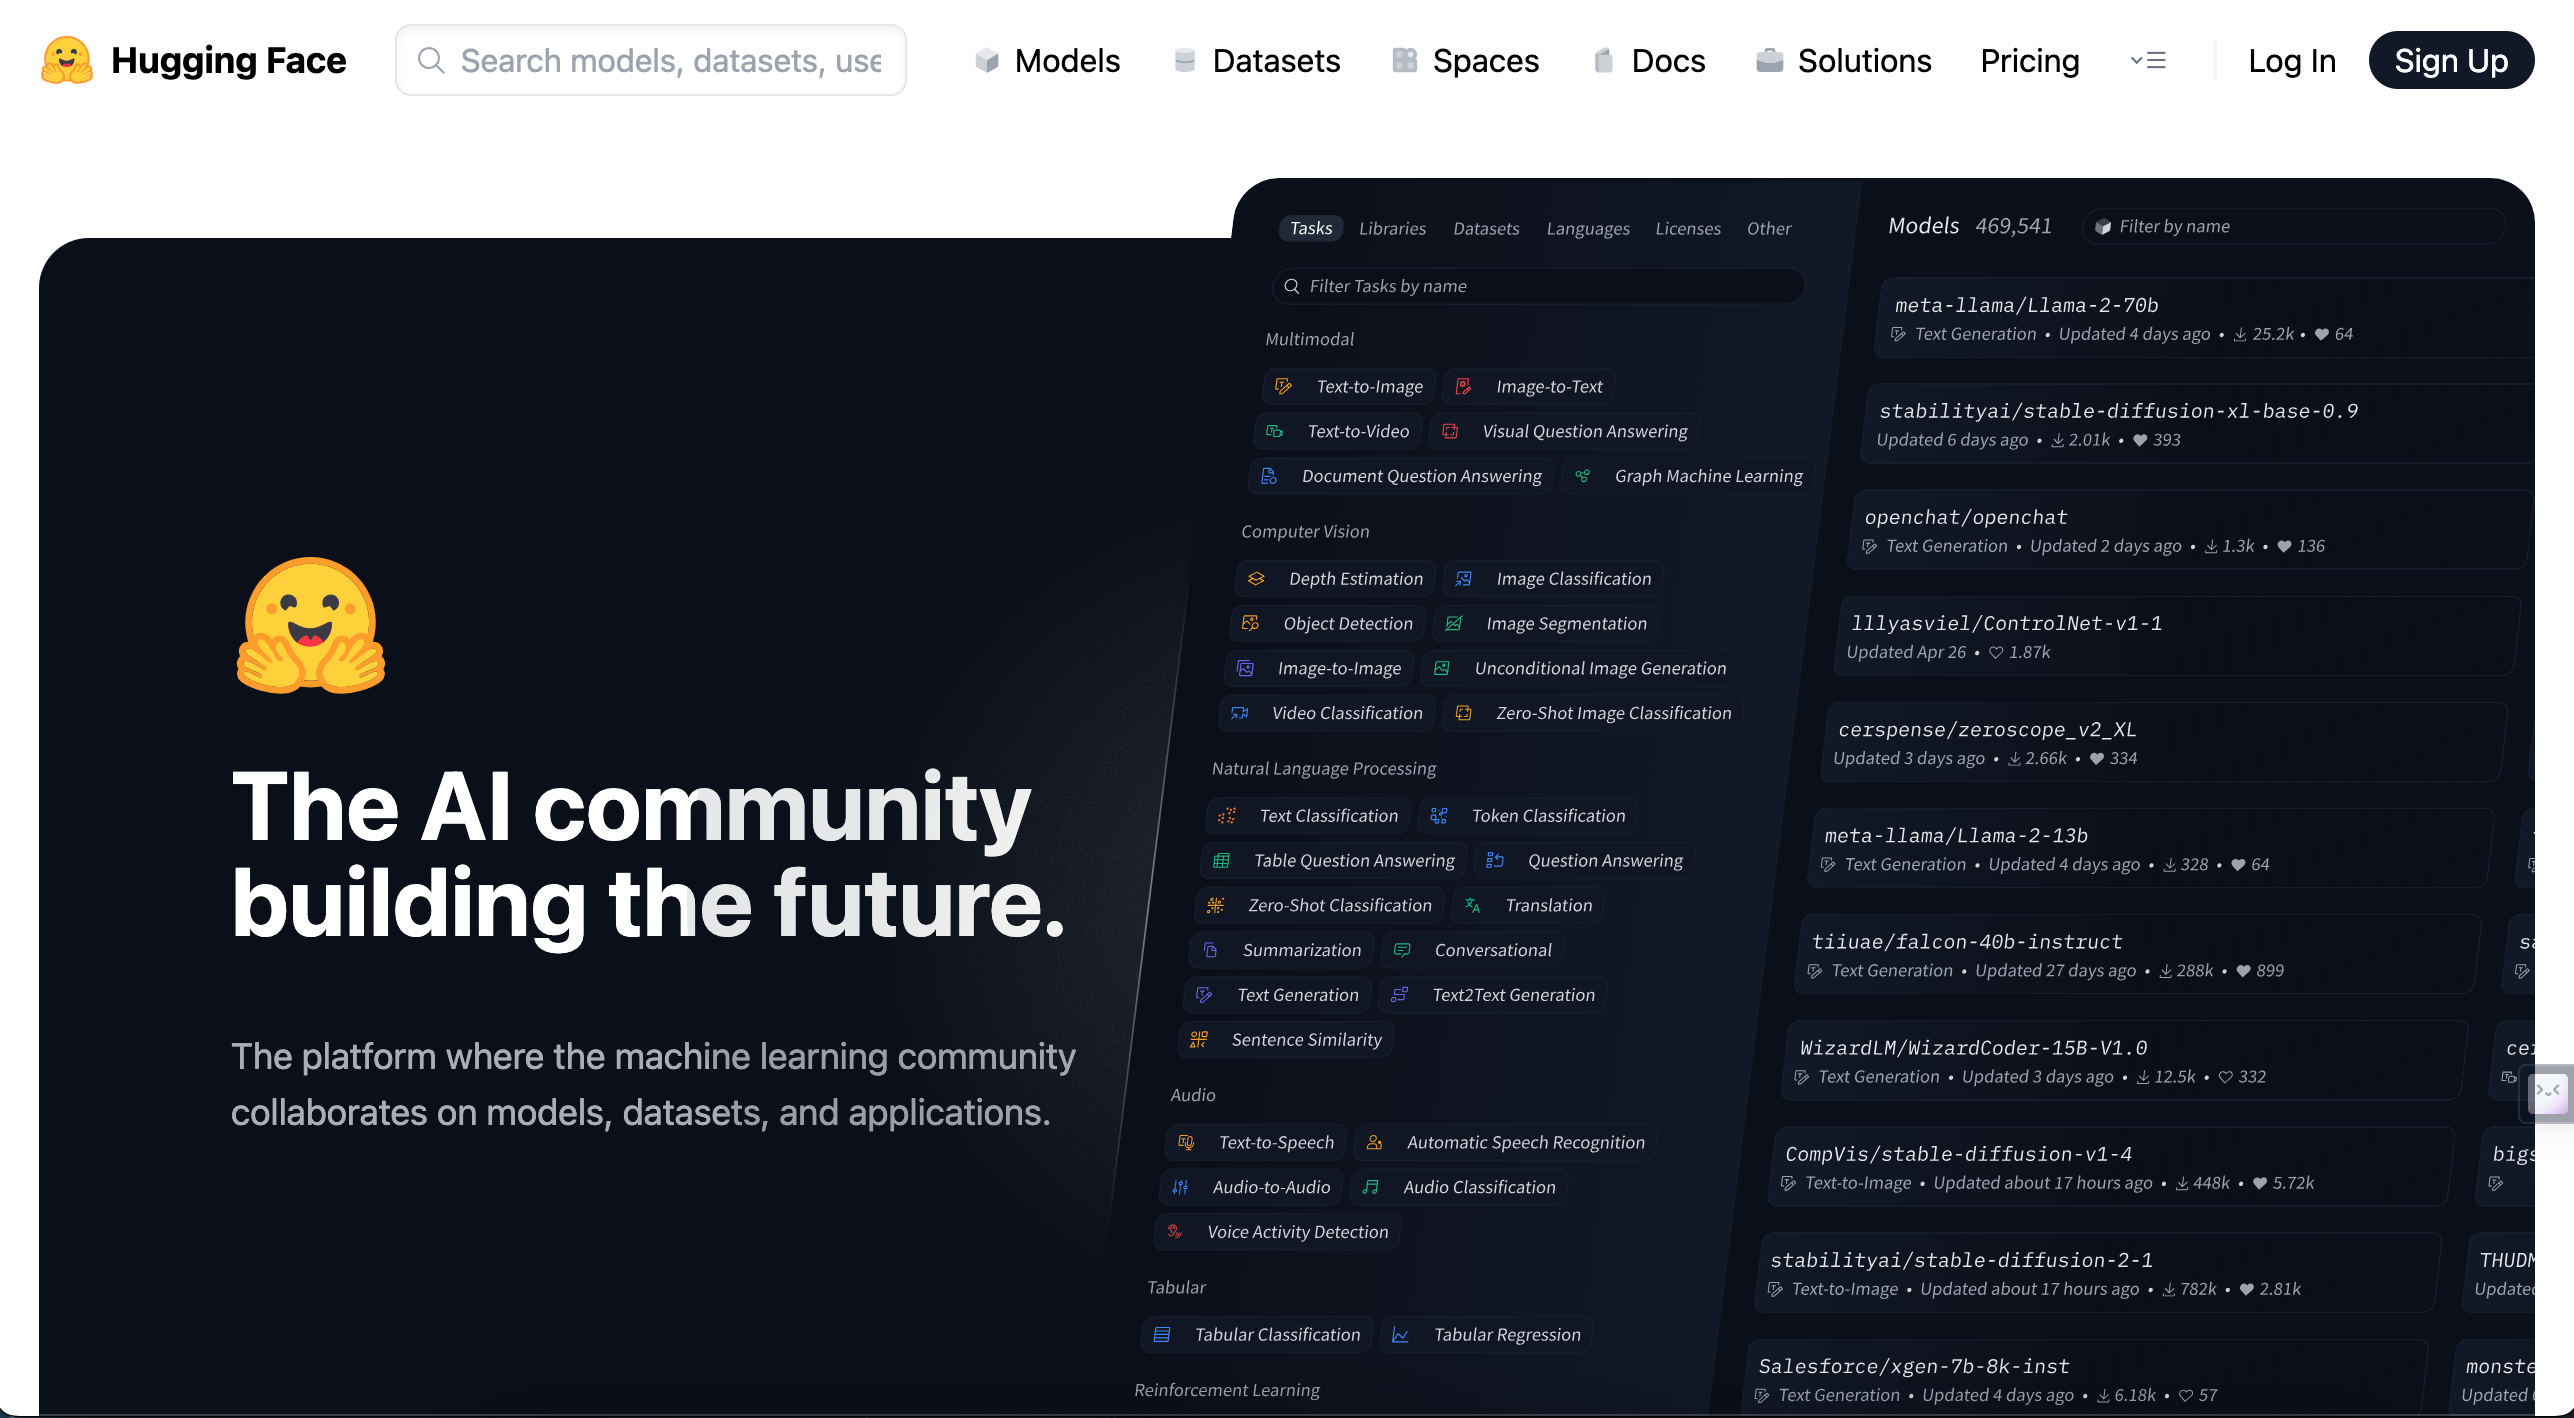 Hugging Face
Search models, datasets, use
Models
Datasets
Spaces
Docs
Solutions
Pricing
Log In
Sign Up
The AI community
building the future.
The platform where the machine learning community
collaborates on models, datasets, and applications.
Tasks Libraries Datasets Languages Licenses Other
Filter Tasks by name
Multimodal
Text-to-Image Image-to-Text
Text-to-Video Visual Question Answering
Document Question Answering Graph Machine Learning
Computer Vision
Depth Estimation Image Classification
Object Detection Image Segmentation
Image-to-Image Unconditional Image Generation
Video Classification Zero-Shot Image Classification
Natural Language Processing
Text Classification Token Classification
Table Question Answering Question Answering
Zero-Shot Classification Translation
Summarization Conversational
Text Generation Text2Text Generation
Sentence Similarity
Audio
Text-to-Speech Automatic Speech Recognition
Audio-to-Audio Audio Classification
Voice Activity Detection
Tabular
Tabular Classification Tabular Regression
Reinforcement Learning
Models 469,541 Filter by name
meta-llama/Llama-2-70b
Text Generation • Updated 4 days ago • 25.2k • 64
stabilityai/stable-diffusion-xl-base-0.9
Updated 6 days ago • 2.01k • 393
openchat/openchat
Text Generation • Updated 2 days ago • 1.3k • 136
lllyasviel/ControlNet-v1-1
Updated Apr 26 • 1.87k
cerspense/zeroscope_v2_XL
Updated 3 days ago • 2.66k • 334
meta-llama/Llama-2-13b
Text Generation • Updated 4 days ago • 328 • 64
tiiuae/falcon-40b-instruct
Text Generation • Updated 27 days ago • 288k • 899
WizardLM/WizardCoder-15B-V1.0
Text Generation • Updated 3 days ago • 12.5k • 332
CompVis/stable-diffusion-v1-4
Text-to-Image • Updated about 17 hours ago • 448k • 5.72k
stabilityai/stable-diffusion-2-1
Text-to-Image • Updated about 17 hours ago • 782k • 2.81k
Salesforce/xgen-7b-8k-inst
Text Generation • Updated 4 days ago • 6.18k • 57
THUDM
Updated
monste
Updated